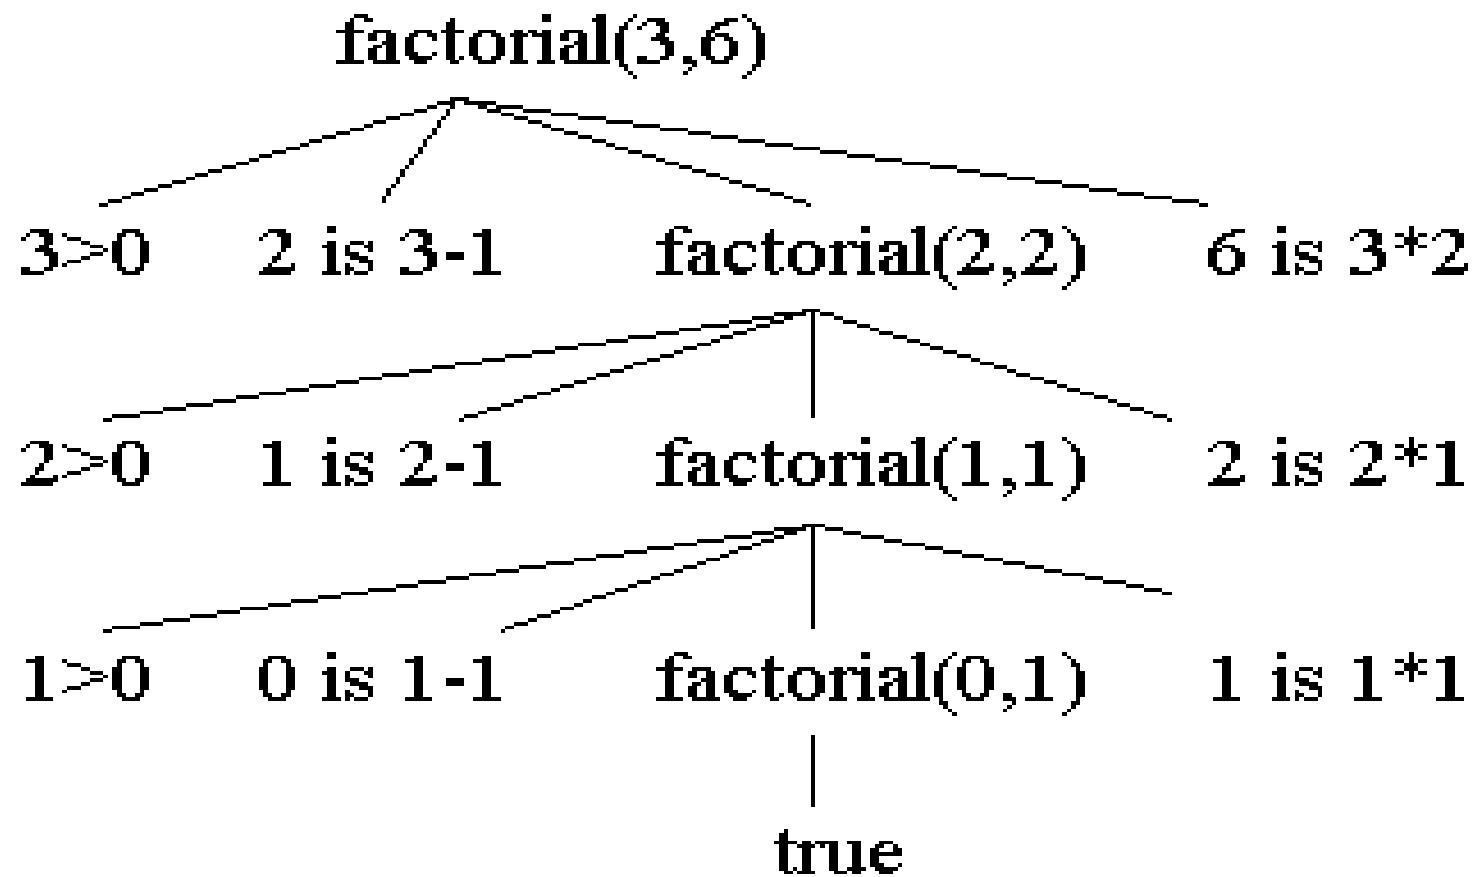 factorial(3,6)
3>0 2 is 3-1 factorial(2,2) 6 is 3*2
2>0 1 is 2-1 factorial(1,1) 2 is 2*1
1>0 0 is 1-1 factorial(0,1) 1 is 1*1
true